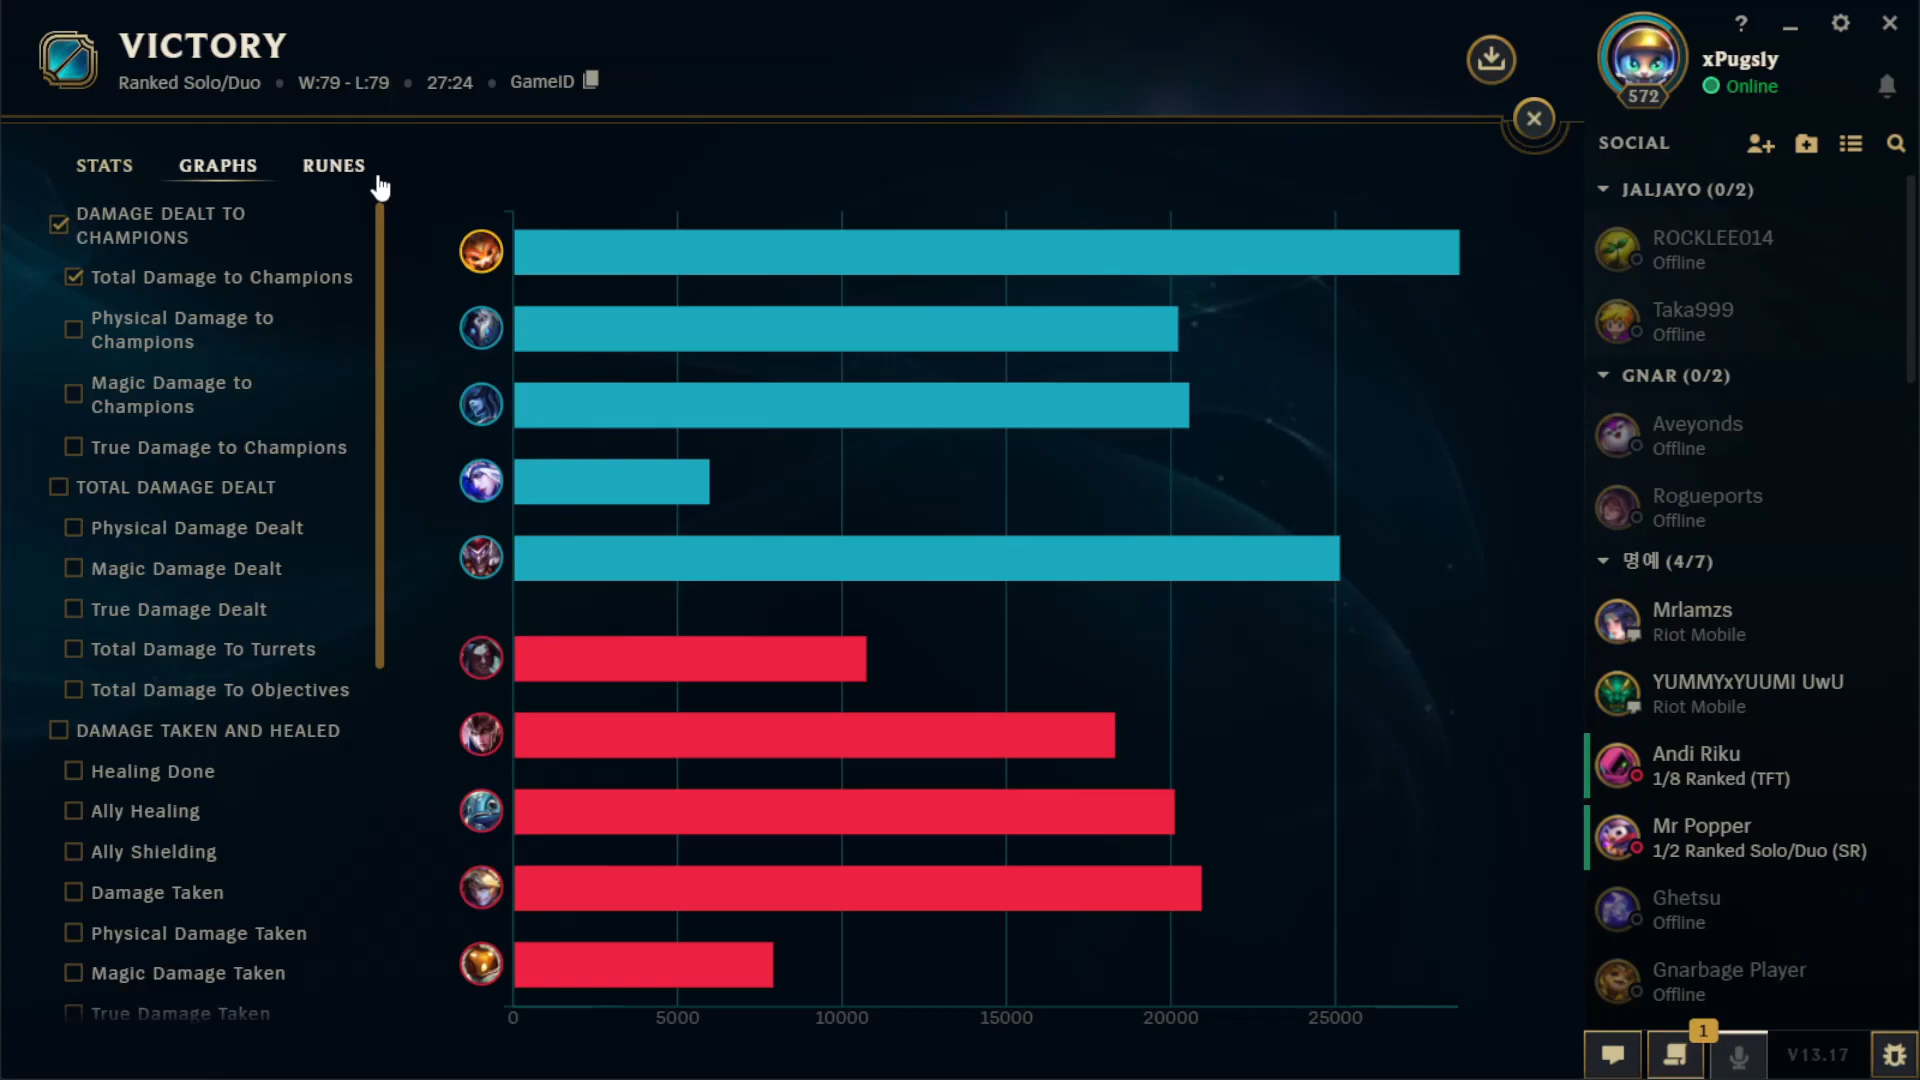 VICTORY
Ranked Solo/Duo • W:79 - L:79 • 27:24 • GameID
STATS GRAPHS RUNES
DAMAGE DEALT TO
CHAMPIONS
Total Damage to Champions
Physical Damage to
Champions
Magic Damage to
Champions
True Damage to Champions
TOTAL DAMAGE DEALT
Physical Damage Dealt
Magic Damage Dealt
True Damage Dealt
Total Damage To Turrets
Total Damage To Objectives
DAMAGE TAKEN AND HEALED
Healing Done
Ally Healing
Ally Shielding
Damage Taken
Physical Damage Taken
Magic Damage Taken
True Damage Taken
0 5000 10000 15000 20000 25000
?
572
xPugsly
Online
SOCIAL
JALJAYO (0/2)
ROCKLEE014
Offline
Taka999
Offline
GNAR (0/2)
Aveyonds
Offline
Rogueports
Offline
명예 (4/7)
Mrlamzs
Riot Mobile
YUMMYxYUUMI UwU
Riot Mobile
Andi Riku
1/8 Ranked (TFT)
Mr Popper
1/2 Ranked Solo/Duo (SR)
Ghetsu
Offline
Gnarbage Player
Offline
1
V13.17